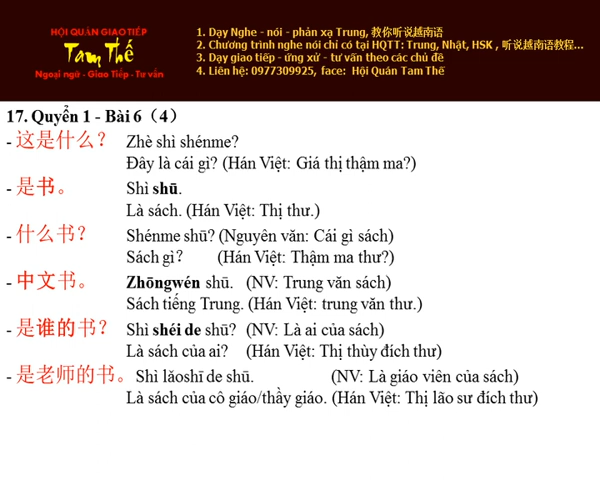 HỘI QUÁN GIAO TIẾP
Tam Thế
Ngoại ngữ - Giao Tiếp - Tư vấn
1. Dạy Nghe - nói - phản xạ Trung, 教你听说越南语
2. Chương trình nghe nói chỉ có tại HQTT: Trung, Nhật, HSK , 听说越南语教程...
3. Dạy giao tiếp - ứng xử - tư vấn theo các chủ đề
4. Liên hệ: 0977309925, face: Hội Quán Tam Thế
17. Quyển 1 - Bài 6（4）
- 这是什么？ Zhè shì shénme?
Đây là cái gì? (Hán Việt: Giá thị thậm ma?)
- 是书。 Shì shū.
Là sách. (Hán Việt: Thị thư.)
- 什么书？ Shénme shū? (Nguyên văn: Cái gì sách)
Sách gì? (Hán Việt: Thậm ma thư?)
- 中文书。 Zhōngwén shū. (NV: Trung văn sách)
Sách tiếng Trung. (Hán Việt: trung văn thư.)
- 是谁的书？ Shì shéi de shū? (NV: Là ai của sách)
Là sách của ai? (Hán Việt: Thị thùy đích thư)
- 是老师的书。 Shì lǎoshī de shū. (NV: Là giáo viên của sách)
Là sách của cô giáo/thầy giáo. (Hán Việt: Thị lão sư đích thư)